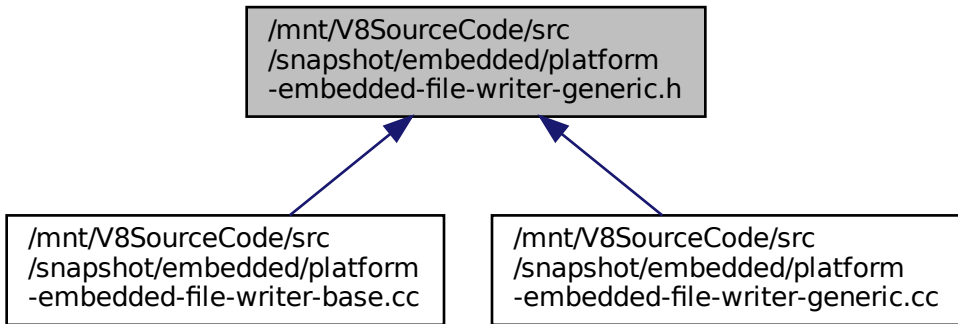 /mnt/V8SourceCode/src
/snapshot/embedded/platform
-embedded-file-writer-generic.h
/mnt/V8SourceCode/src
/snapshot/embedded/platform
-embedded-file-writer-base.cc
/mnt/V8SourceCode/src
/snapshot/embedded/platform
-embedded-file-writer-generic.cc